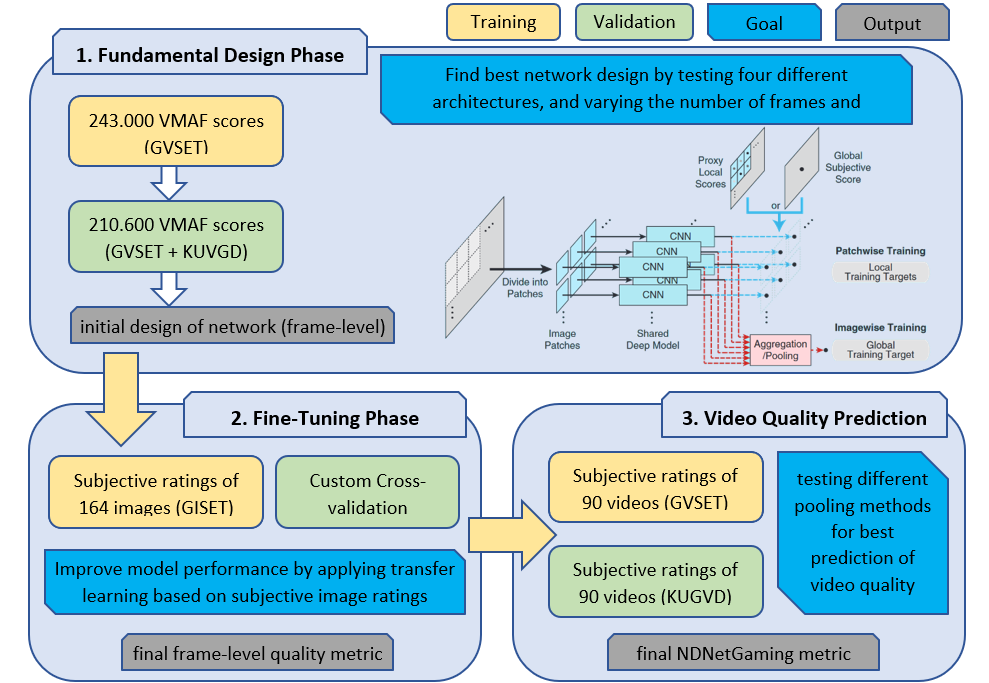 Training
Validation
Goal
Output
1. Fundamental Design Phase
Find best network design by testing four different
architectures, and varying the number of frames and
243.000 VMAF scores
(GVSET)
210.600 VMAF scores
(GVSET + KUVGD)
initial design of network (frame-level)
Proxy
Local
Scores
Global
Subjective
Score
or
Divide into
Patches
CNN
CNN
CNN
CNN
CNN
Image
Patches
Shared
Deep Model
Patchwise Training
Local
Training Targets
Imagewise Training
Global
Training Target
Aggregation
/Pooling
2. Fine-Tuning Phase
Subjective ratings of
164 images (GISET)
Custom Cross-
validation
Improve model performance by applying transfer
learning based on subjective image ratings
final frame-level quality metric
3. Video Quality Prediction
Subjective ratings of
90 videos (GVSET)
Subjective ratings of
90 videos (KUGVD)
testing different
pooling methods
for best
prediction of
video quality
final NDNetGaming metric